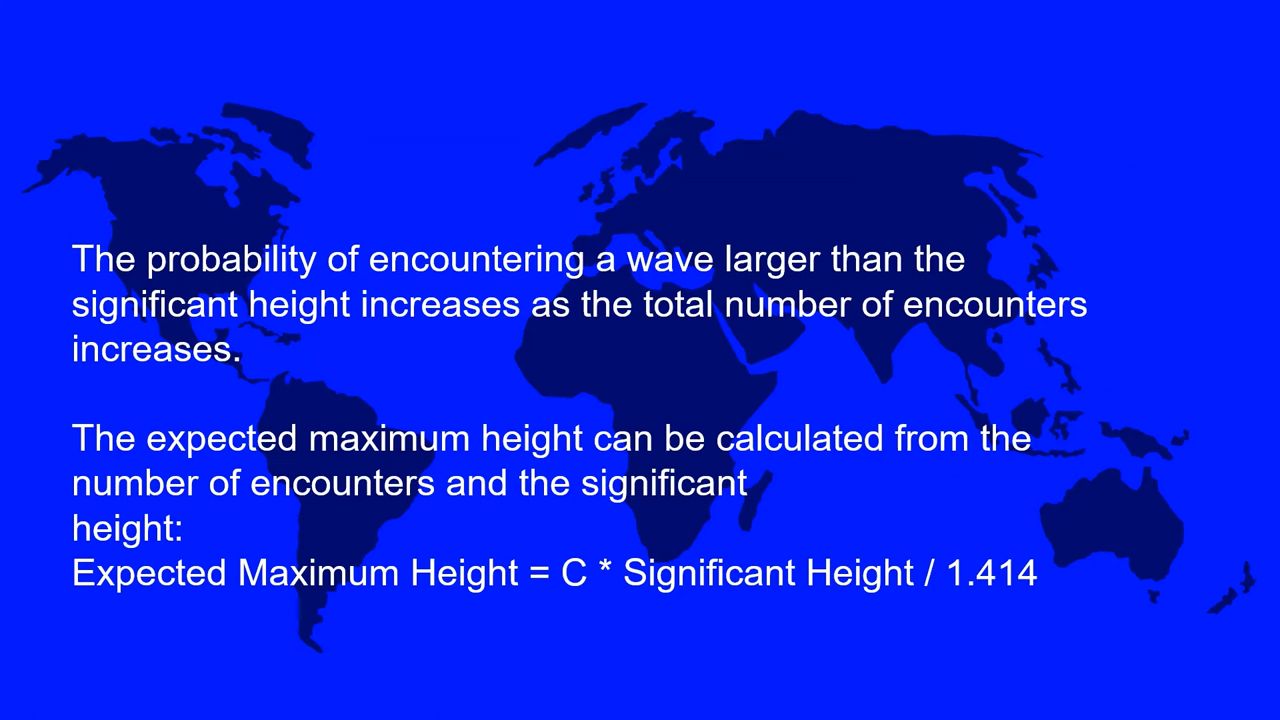 The probability of encountering a wave larger than the
significant height increases as the total number of encounters
increases.
The expected maximum height can be calculated from the
number of encounters and the significant
height:
Expected Maximum Height = C * Significant Height / 1.414